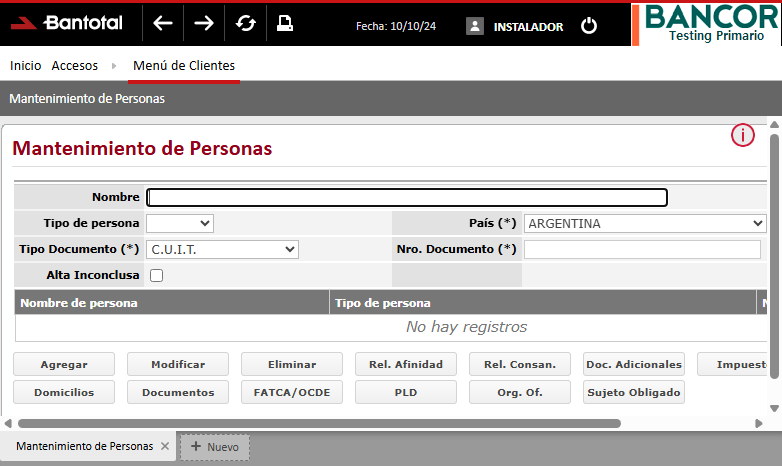 Bantotal Fecha: 10/10/24 INSTALADOR BANCOR
Testing Primario
Inicio Accesos Menú de Clientes
Mantenimiento de Personas
Mantenimiento de Personas
Nombre
Tipo de persona País (*) ARGENTINA
Tipo Documento (*) C.U.I.T. Nro. Documento (*)
Alta Inconclusa
Nombre de persona Tipo de persona
No hay registros
Agregar Modificar Eliminar Rel. Afinidad Rel. Consan. Doc. Adicionales Impuest
Domicilios Documentos FATCA/OCDE PLD Org. Of. Sujeto Obligado
Mantenimiento de Personas × + Nuevo